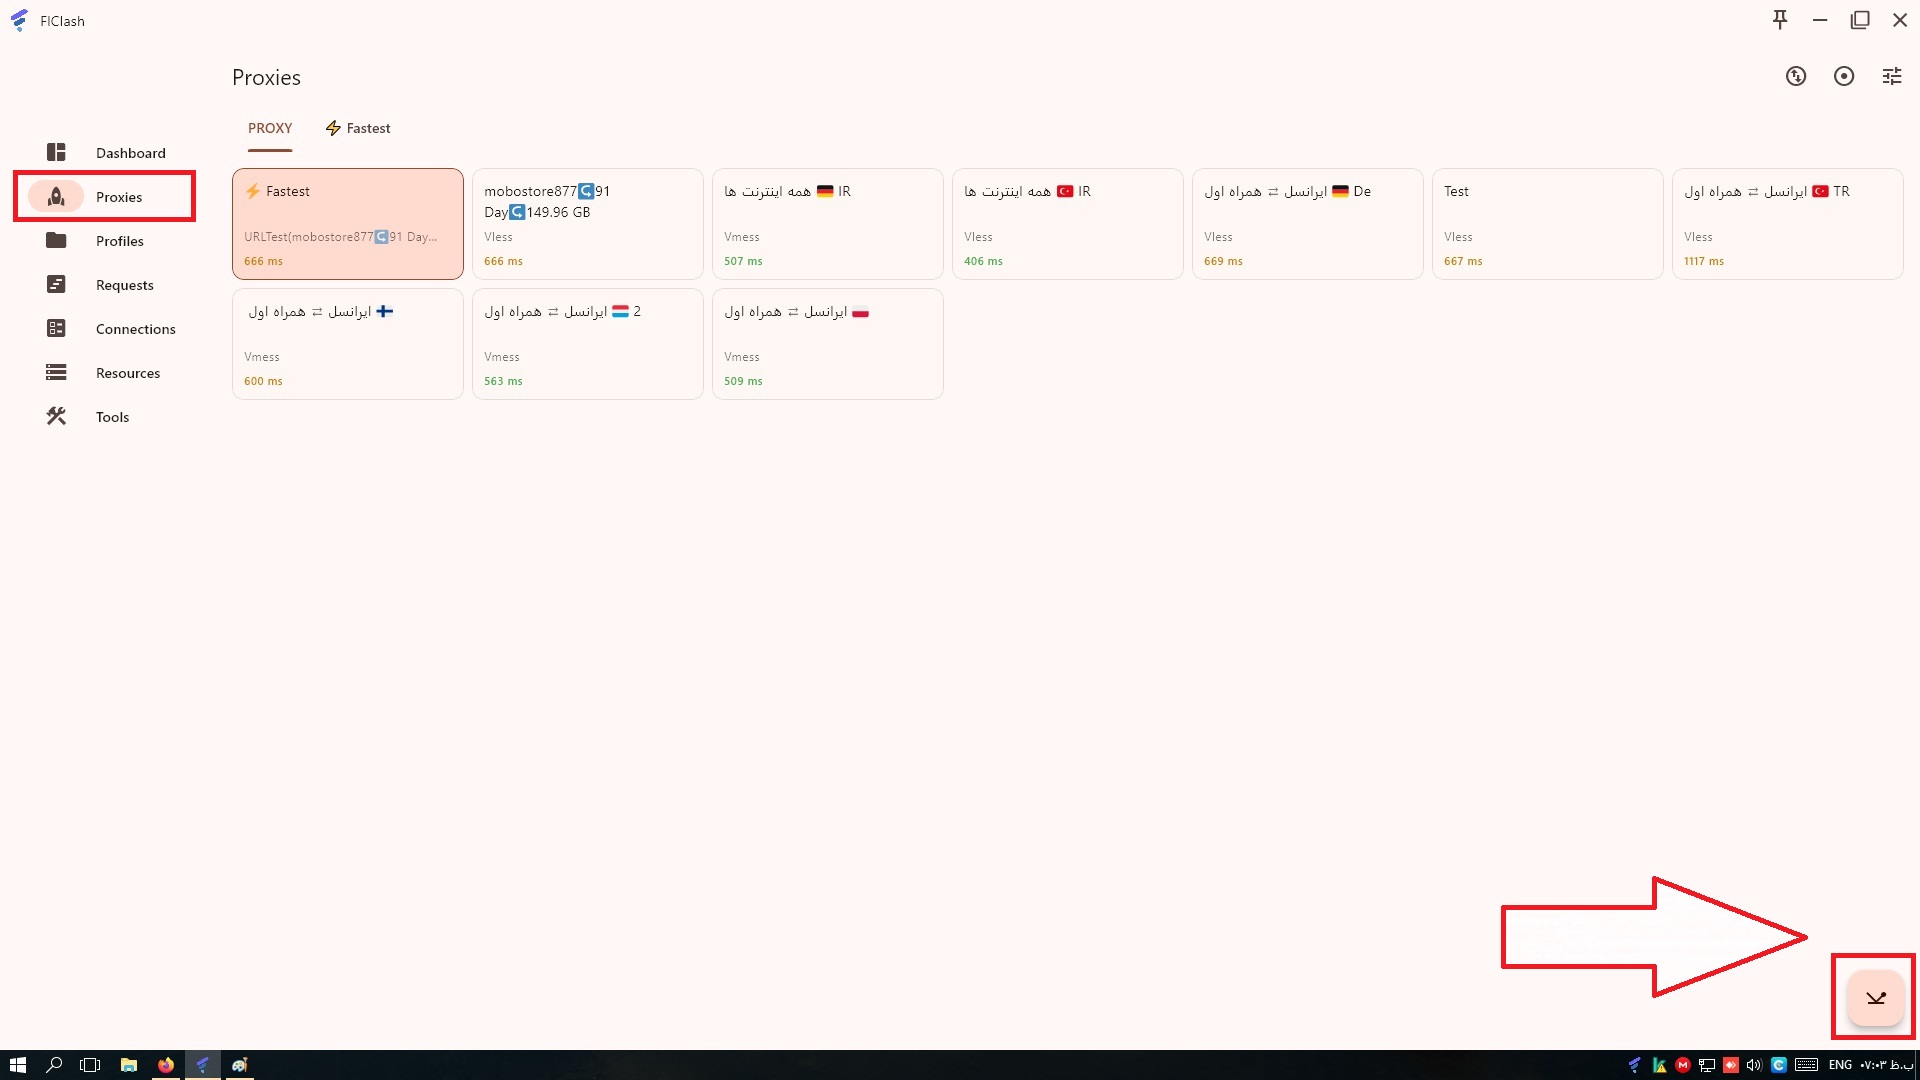 FlClash
Proxies
PROXY
⚡ Fastest
Dashboard
Proxies
Profiles
Requests
Connections
Resources
Tools
⚡ Fastest
URLTest(mobostore877↪️91 Day...
666 ms
mobostore877↪️91
Day↪️149.96 GB
Vless
666 ms
همه اینترنت ها 🇩🇪 IR
Vmess
507 ms
همه اینترنت ها 🇹🇷 IR
Vless
406 ms
ایرانسل ⇄ همراه اول 🇩🇪 De
Vless
669 ms
Test
Vless
667 ms
ایرانسل ⇄ همراه اول 🇹🇷 TR
Vless
1117 ms
ایرانسل ⇄ همراه اول 🇫🇮
Vmess
600 ms
ایرانسل ⇄ همراه اول 🇱🇺 2
Vmess
563 ms
ایرانسل ⇄ همراه اول 🇵🇱
Vmess
509 ms
ENG
۰۷:۰۳ ب.ظ